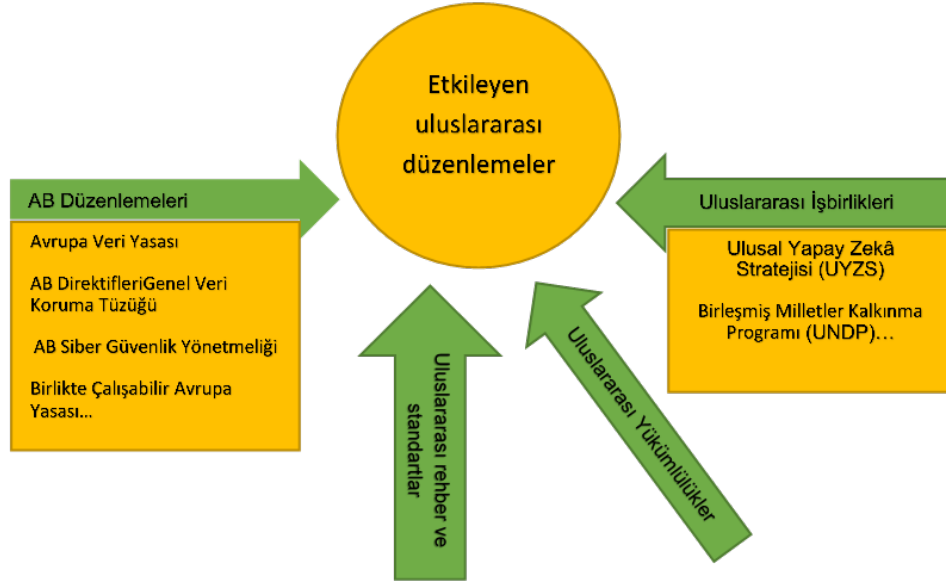 Etkileyen
uluslararası
düzenlemeler
AB Düzenlemeleri
Avrupa Veri Yasası
AB DirektifleriGenel Veri
Koruma Tüzüğü
AB Siber Güvenlik Yönetmeliği
Birlikte Çalışabilir Avrupa
Yasası...
Uluslararası rehber ve
standartlar
Uluslararası Yükümlülükler
Uluslararası İşbirlikleri
Ulusal Yapay Zekâ
Stratejisi (UYZS)
Birleşmiş Milletler Kalkınma
Programı (UNDP)...